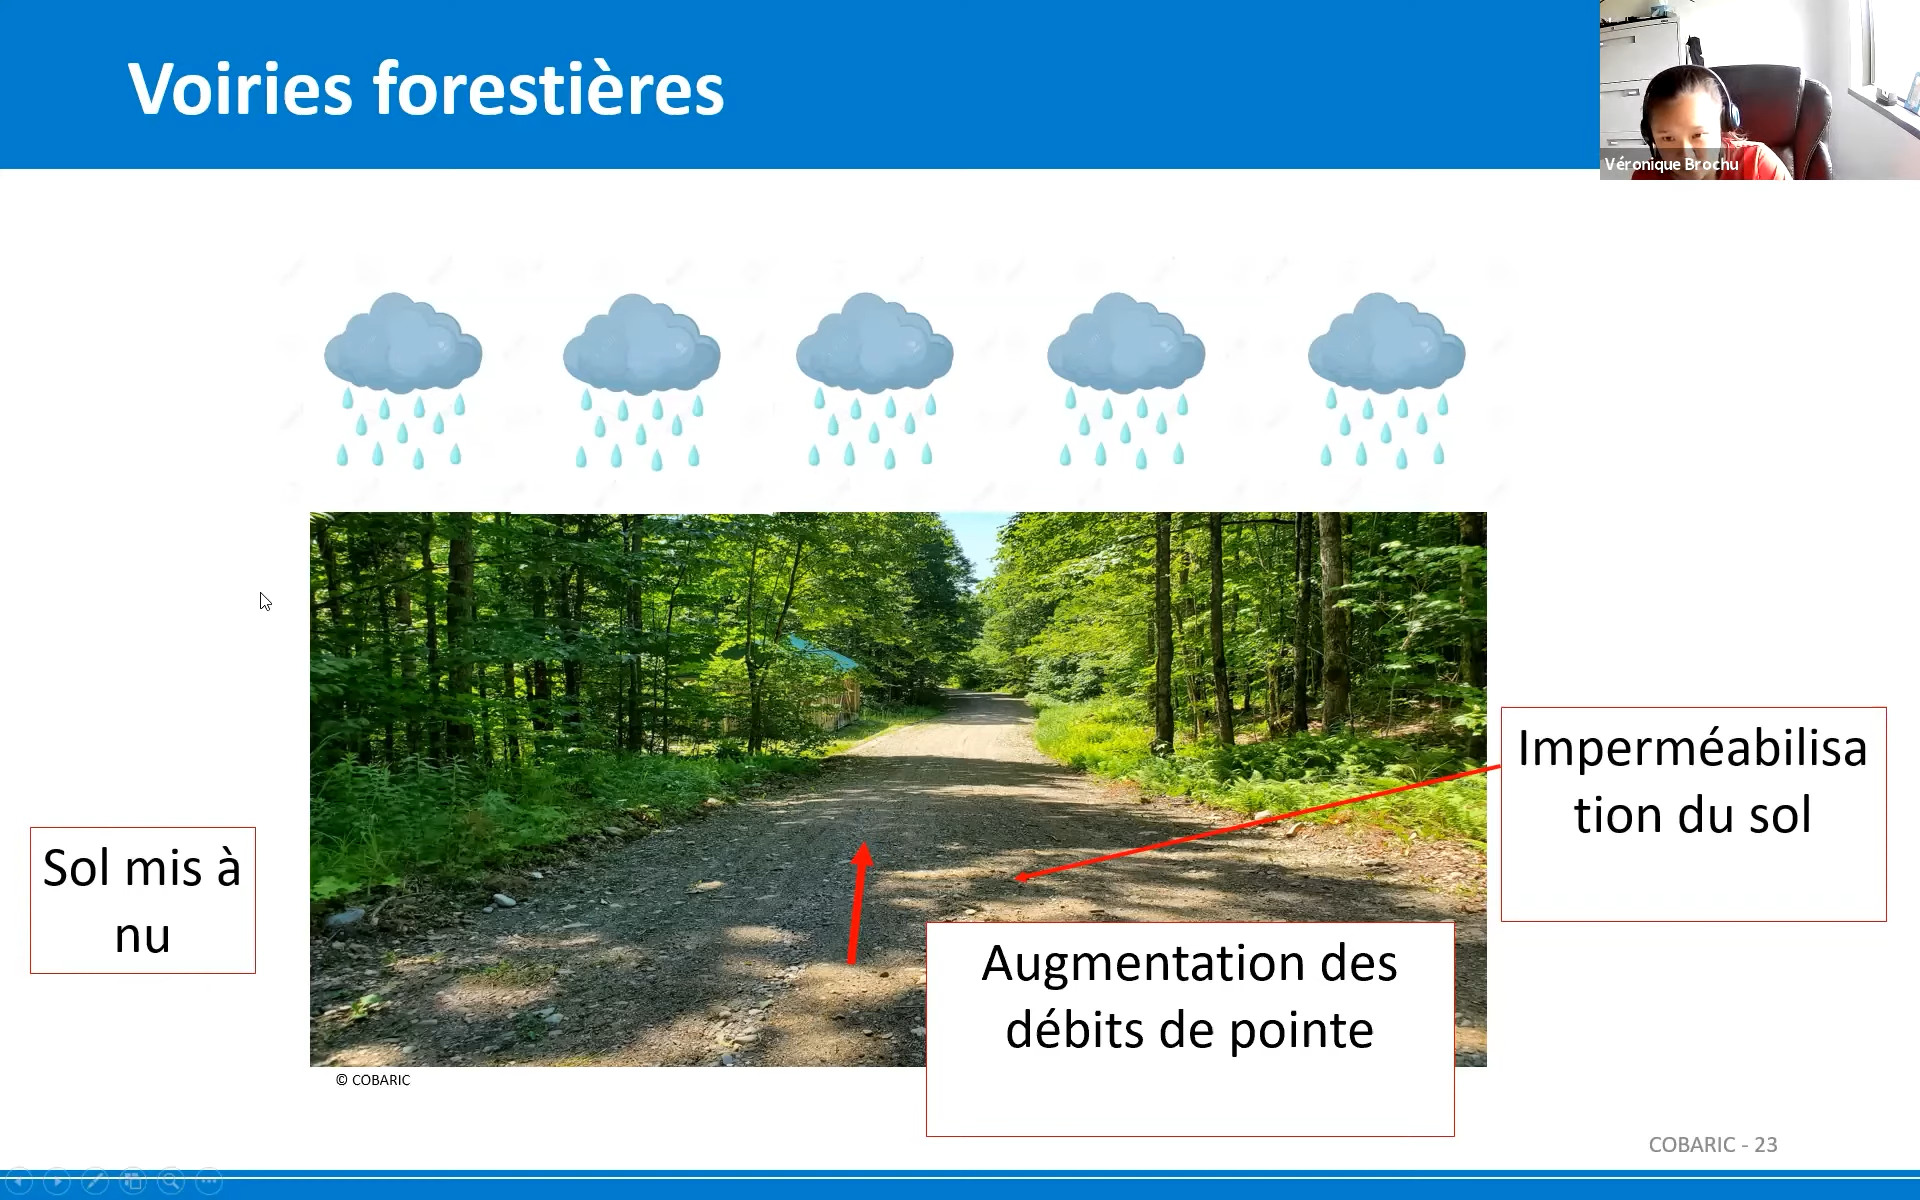 Voiries forestières
Véronique Brochu
Imperméabilisa
tion du sol
Sol mis à
nu
Augmentation des
débits de pointe
© COBARIC
COBARIC - 23